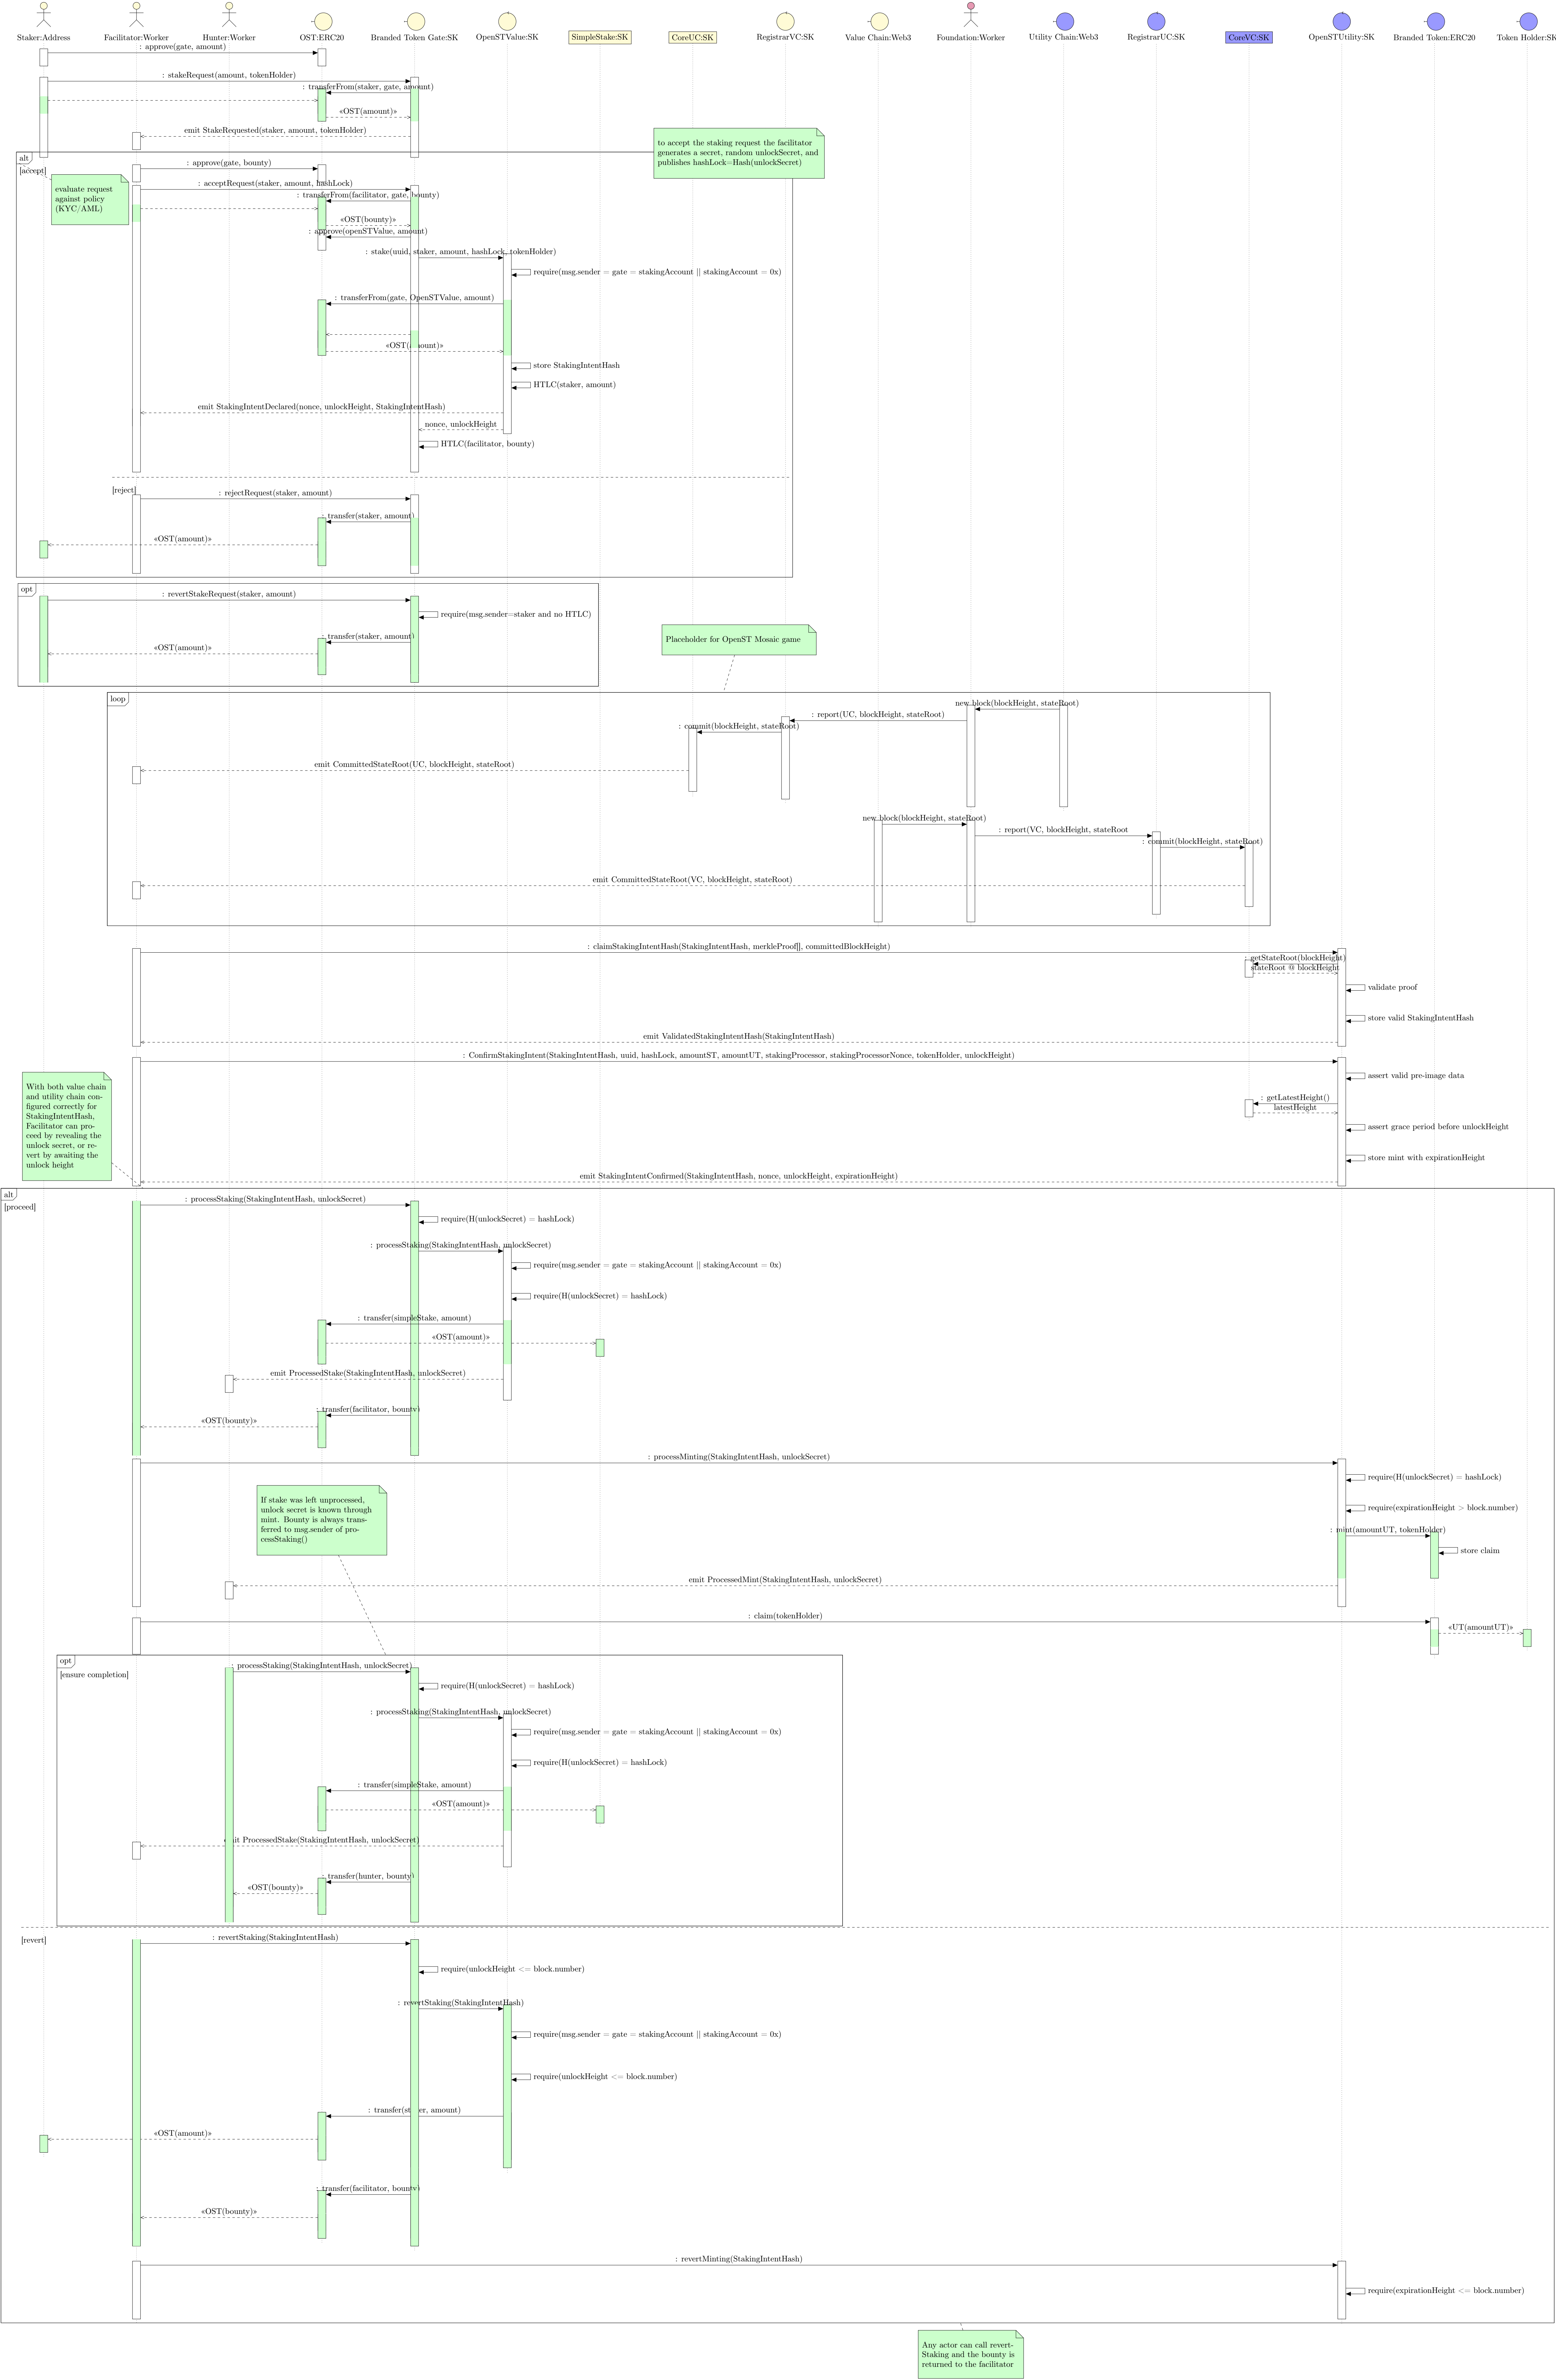 Staker:Address
Facilitator:Worker
Hunter:Worker
OST:ERC20
Branded Token Gate:SK
OpenSTValue:SK
SimpleStake:SK
CoreUC:SK
RegistrarVC:SK
Value Chain:Web3
Foundation:Worker
Utility Chain:Web3
RegistrarUC:SK
CoreVC:SK
OpenSTUtility:SK
Branded Token:ERC20
Token Holder:SK
: approve(gate, amount)
: stakeRequest(amount, tokenHolder)
: transferFrom(staker, gate, amount)
«OST(amount)»
emit StakeRequested(staker, amount, tokenHolder)
to accept the staking request the facilitator
generates a secret, random unlockSecret, and
publishes hashLock=Hash(unlockSecret)
alt
[accept]
: approve(gate, bounty)
evaluate request
against policy
(KYC/AML)
: acceptRequest(staker, amount, hashLock)
: transferFrom(facilitator, gate, bounty)
«OST(bounty)»
: approve(openSTValue, amount)
: stake(uuid, staker, amount, hashLock, tokenHolder)
require(msg.sender = gate = stakingAccount || stakingAccount = 0x)
: transferFrom(gate, OpenSTValue, amount)
«OST(amount)»
store StakingIntentHash
HTLC(staker, amount)
emit StakingIntentDeclared(nonce, unlockHeight, StakingIntentHash)
nonce, unlockHeight
HTLC(facilitator, bounty)
[reject]
: rejectRequest(staker, amount)
: transfer(staker, amount)
«OST(amount)»
opt
: revertStakeRequest(staker, amount)
require(msg.sender=staker and no HTLC)
: transfer(staker, amount)
«OST(amount)»
Placeholder for OpenST Mosaic game
loop
new block(blockHeight, stateRoot)
: report(UC, blockHeight, stateRoot)
: commit(blockHeight, stateRoot)
emit CommittedStateRoot(UC, blockHeight, stateRoot)
new block(blockHeight, stateRoot)
: report(VC, blockHeight, stateRoot
: commit(blockHeight, stateRoot)
emit CommittedStateRoot(VC, blockHeight, stateRoot)
: claimStakingIntentHash(StakingIntentHash, merkleProof[], committedBlockHeight)
: getStateRoot(blockHeight)
stateRoot @ blockHeight
validate proof
store valid StakingIntentHash
emit ValidatedStakingIntentHash(StakingIntentHash)
: ConfirmStakingIntent(StakingIntentHash, uuid, hashLock, amountST, amountUT, stakingProcessor, stakingProcessorNonce, tokenHolder, unlockHeight)
assert valid pre-image data
With both value chain
and utility chain con-
figured correctly for
StakingIntentHash,
Facilitator can pro-
ceed by revealing the
unlock secret, or re-
vert by awaiting the
unlock height
: getLatestHeight()
latestHeight
assert grace period before unlockHeight
store mint with expirationHeight
emit StakingIntentConfirmed(StakingIntentHash, nonce, unlockHeight, expirationHeight)
alt
[proceed]
: processStaking(StakingIntentHash, unlockSecret)
require(H(unlockSecret) = hashLock)
: processStaking(StakingIntentHash, unlockSecret)
require(msg.sender = gate = stakingAccount || stakingAccount = 0x)
require(H(unlockSecret) = hashLock)
: transfer(simpleStake, amount)
«OST(amount)»
emit ProcessedStake(StakingIntentHash, unlockSecret)
: transfer(facilitator, bounty)
«OST(bounty)»
: processMinting(StakingIntentHash, unlockSecret)
require(H(unlockSecret) = hashLock)
If stake was left unprocessed,
unlock secret is known through
mint. Bounty is always trans-
ferred to msg.sender of pro-
cessStaking()
require(expirationHeight > block.number)
: mint(amountUT, tokenHolder)
store claim
emit ProcessedMint(StakingIntentHash, unlockSecret)
: claim(tokenHolder)
«UT(amountUT)»
opt
[ensure completion]
: processStaking(StakingIntentHash, unlockSecret)
require(H(unlockSecret) = hashLock)
: processStaking(StakingIntentHash, unlockSecret)
require(msg.sender = gate = stakingAccount || stakingAccount = 0x)
require(H(unlockSecret) = hashLock)
: transfer(simpleStake, amount)
«OST(amount)»
emit ProcessedStake(StakingIntentHash, unlockSecret)
: transfer(hunter, bounty)
«OST(bounty)»
[revert]
: revertStaking(StakingIntentHash)
require(unlockHeight <= block.number)
: revertStaking(StakingIntentHash)
require(msg.sender = gate = stakingAccount || stakingAccount = 0x)
require(unlockHeight <= block.number)
: transfer(staker, amount)
«OST(amount)»
: transfer(facilitator, bounty)
«OST(bounty)»
: revertMinting(StakingIntentHash)
require(expirationHeight <= block.number)
Any actor can call revert-
Staking and the bounty is
returned to the facilitator